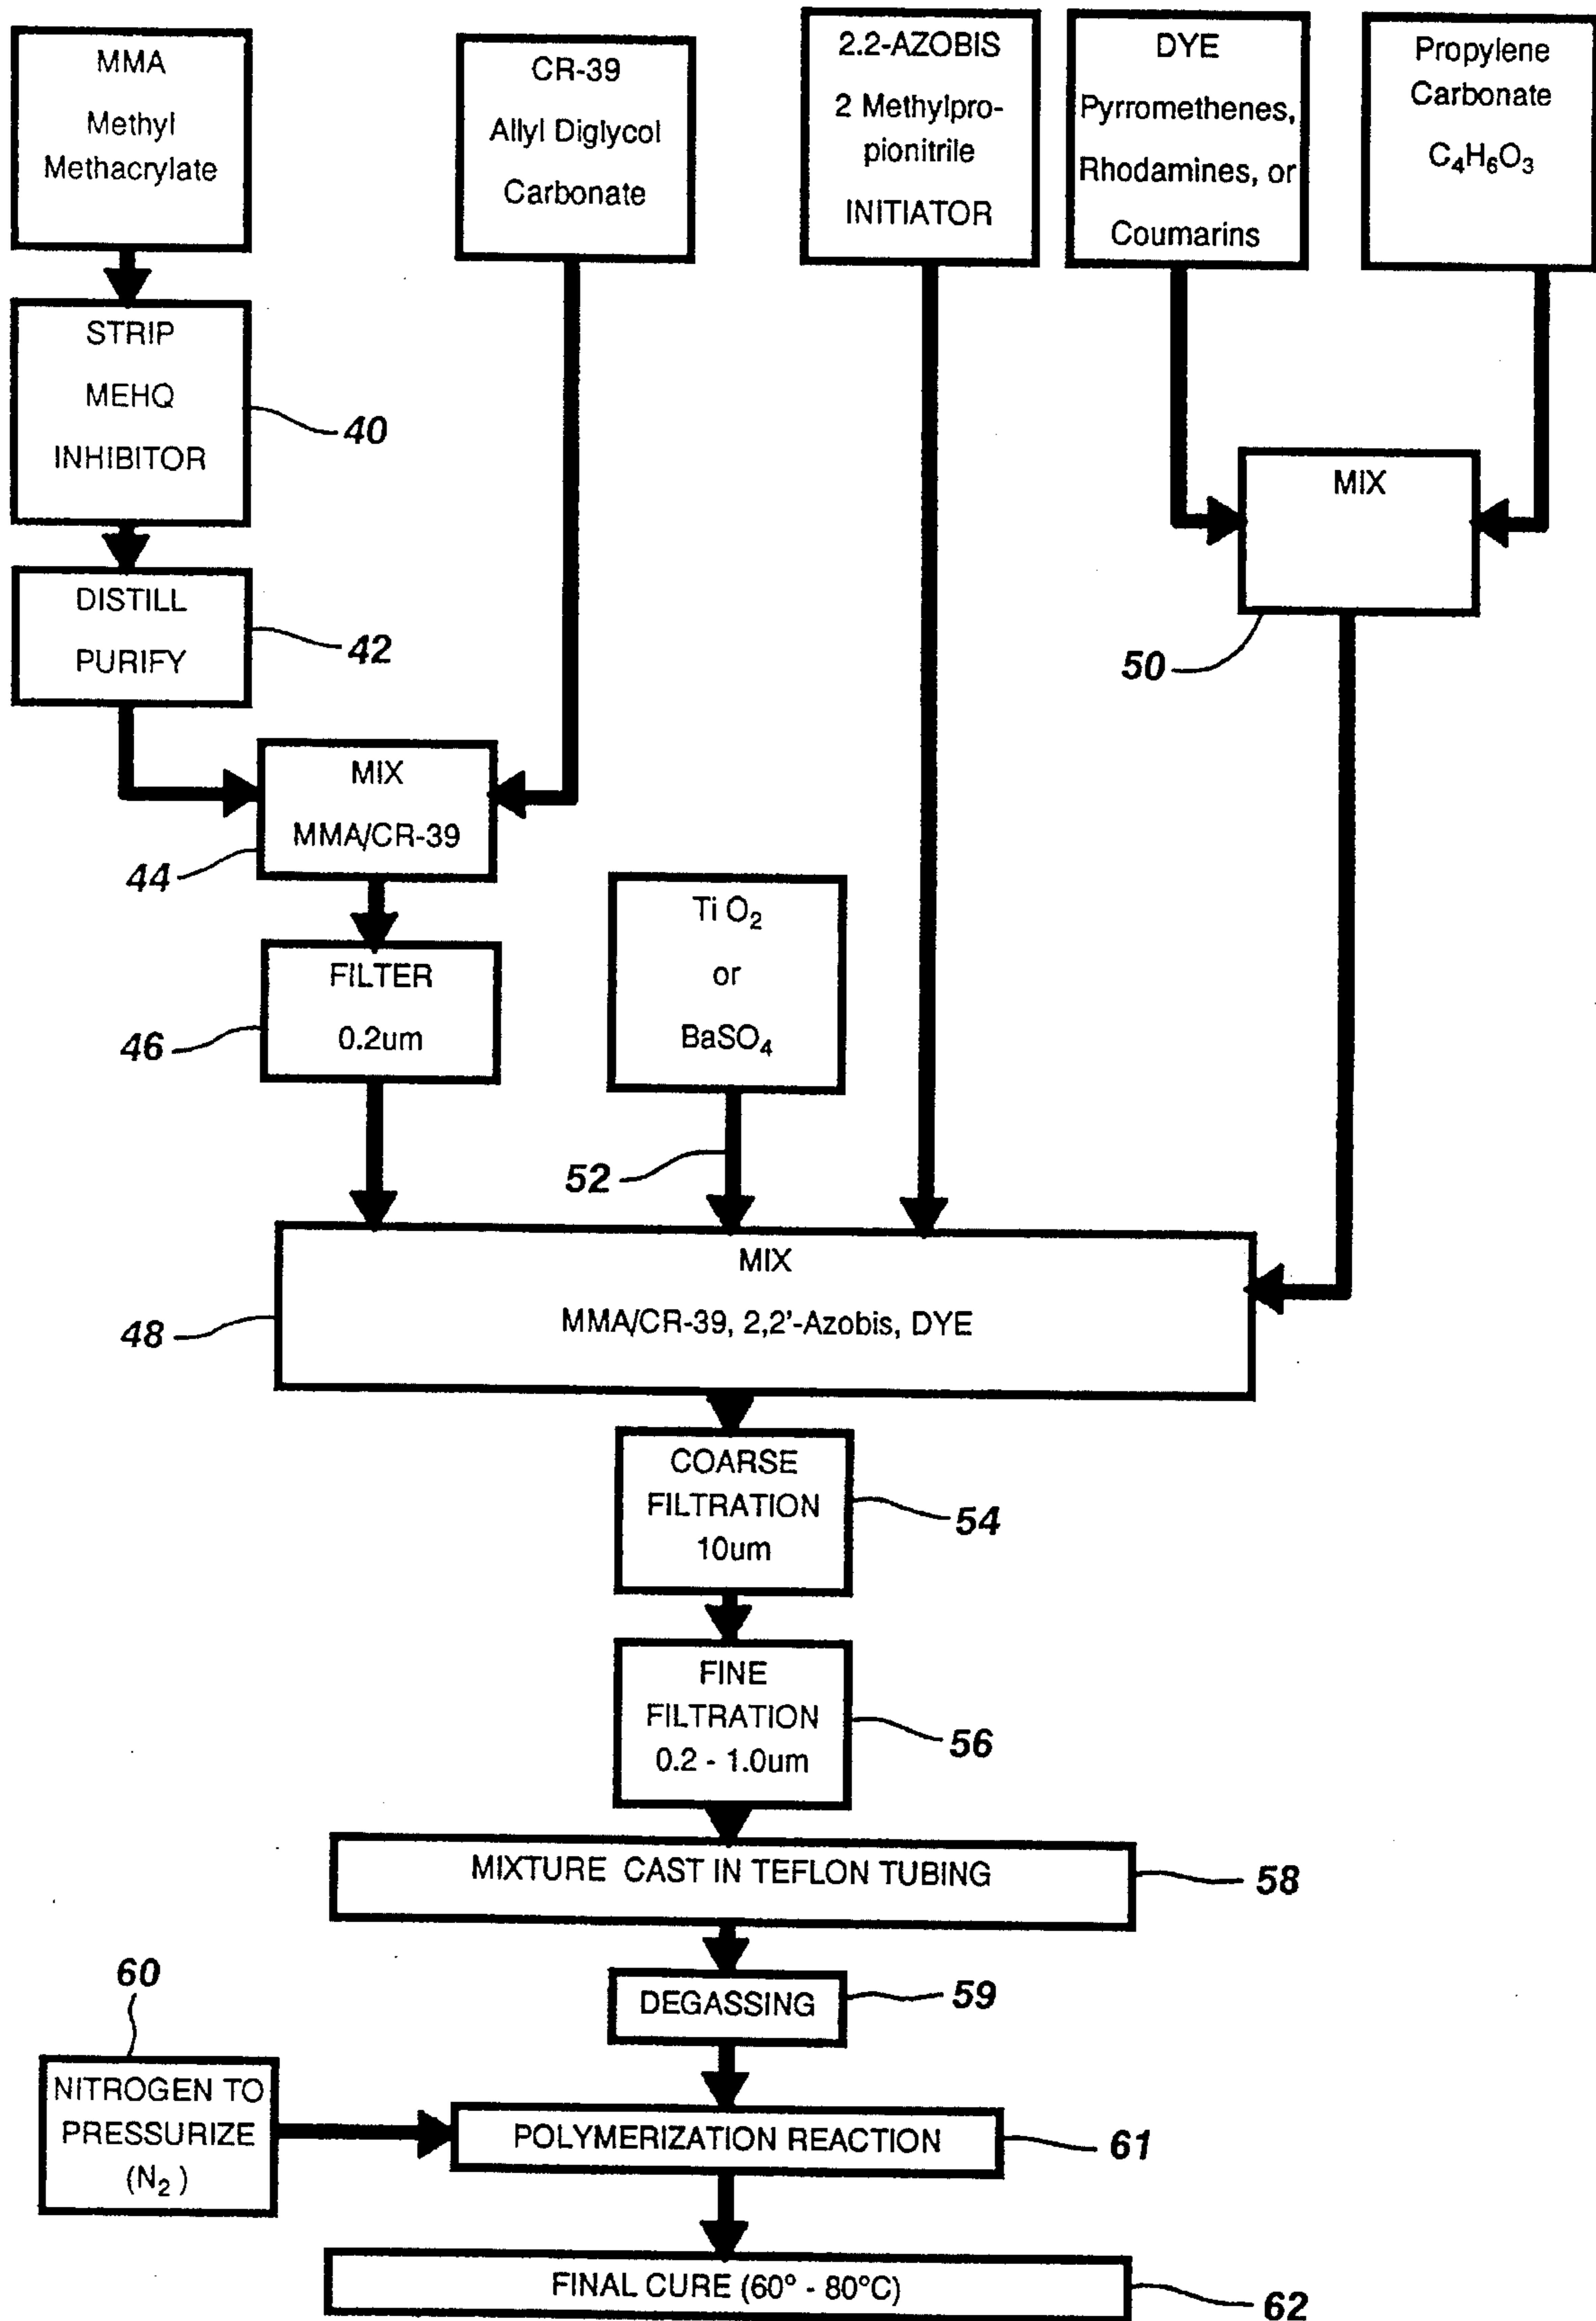 MMA
Methyl
Methacrylate
CR-39
Allyl Diglycol
Carbonate
2.2-AZOBIS
2 Methylpro-
pionitrile
INITIATOR
DYE
Pyrromethenes,
Rhodamines, or
Coumarins
Propylene
Carbonate
C₄H₆O₃
STRIP
MEHQ
INHIBITOR
40
MIX
50
DISTILL
PURIFY
42
MIX
MMA/CR-39
44
FILTER
0.2um
46
Ti O₂
or
BaSO₄
52
MIX
MMA/CR-39, 2,2'-Azobis, DYE
48
COARSE
FILTRATION
10um
54
FINE
FILTRATION
0.2 - 1.0um
56
MIXTURE CAST IN TEFLON TUBING
58
DEGASSING
59
60
NITROGEN TO
PRESSURIZE
(N₂ )
POLYMERIZATION REACTION
61
FINAL CURE (60° - 80°C)
62